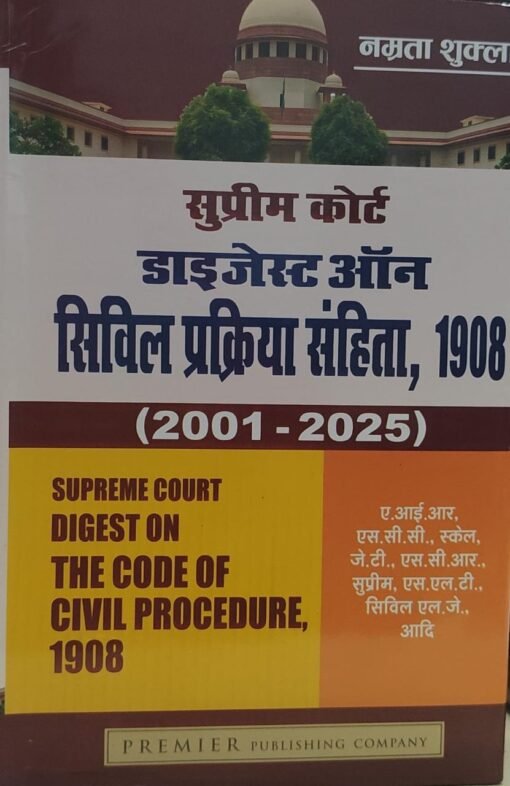 नम्रता शुक्ला
सुप्रीम कोर्ट
डाइजेस्ट ऑन
सिविल प्रक्रिया संहिता, 1908
(2001 - 2025)
SUPREME COURT
DIGEST ON
THE CODE OF
CIVIL PROCEDURE,
1908
ए.आई.आर,
एस.सी.सी., स्केल,
जे.टी., एस.सी.आर.,
सुप्रीम, एस.एल.टी.,
सिविल एल.जे.,
आदि
PREMIER PUBLISHING COMPANY